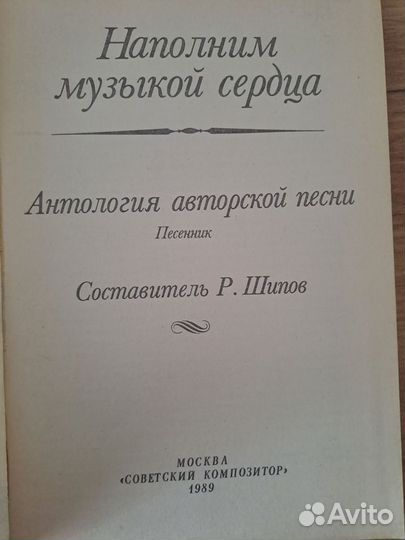 Наполним
музыкой сердца
Антология авторской песни
Песенник
Составитель Р. Шипов
МОСКВА
«СОВЕТСКИЙ КОМПОЗИТОР»
1989
Avito